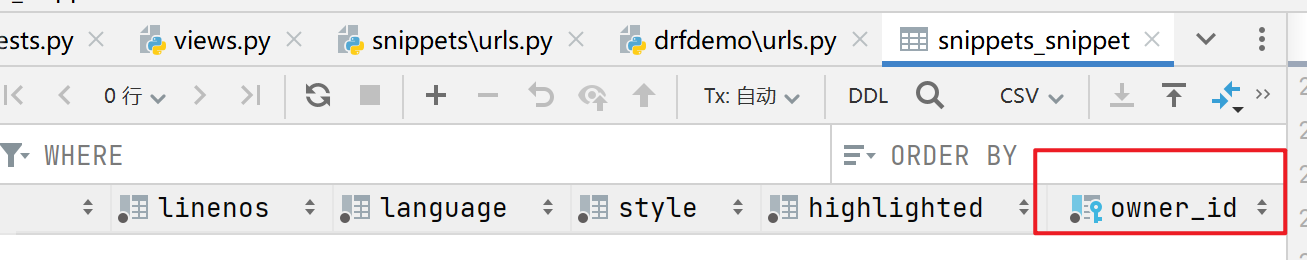 ests.py views.py snippets\urls.py drfdemo\urls.py snippets_snippet
0 行 Tx: 自动 DDL CSV
WHERE ORDER BY
linenos language style highlighted owner_id